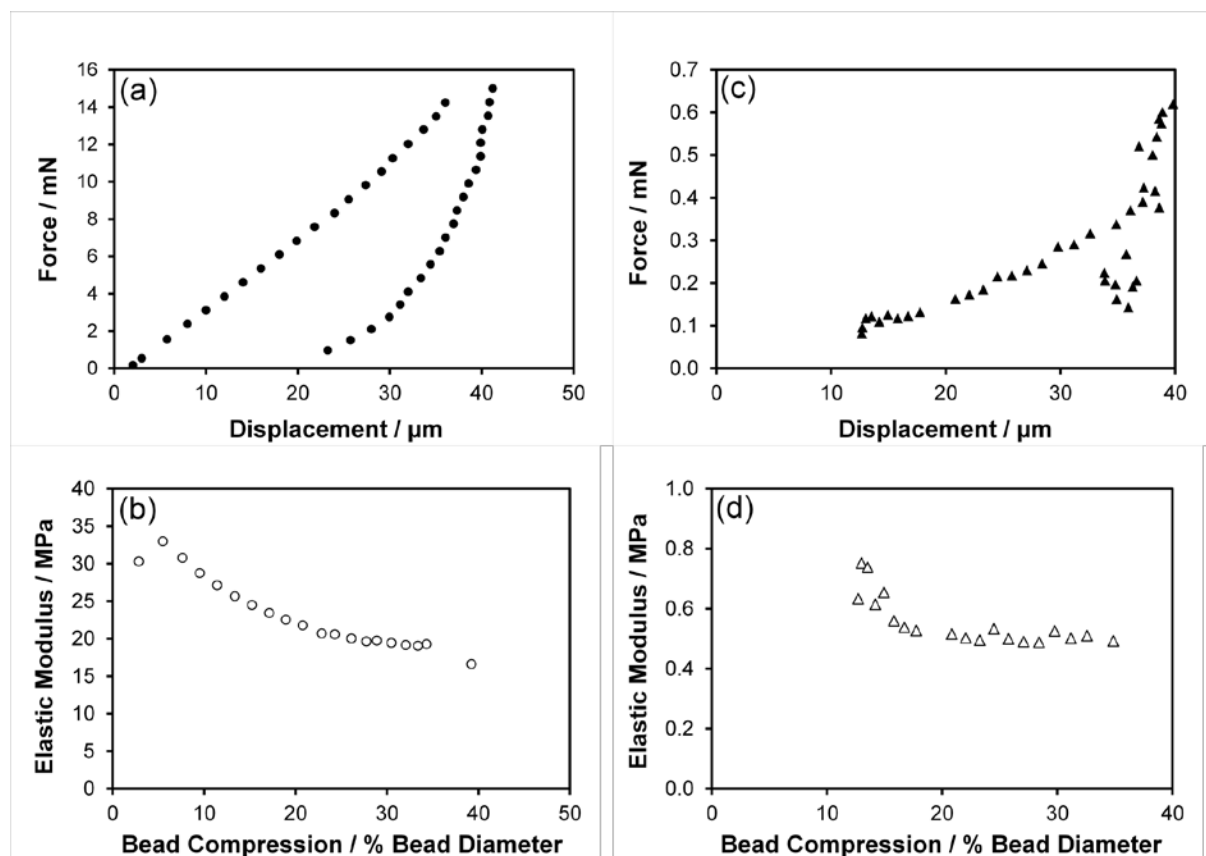 (a)
Force / mN
16
14
12
10
8
6
4
2
0
0 10 20 30 40 50
Displacement / µm
(c)
Force / mN
0.7
0.6
0.5
0.4
0.3
0.2
0.1
0.0
0 10 20 30 40
Displacement / µm
(b)
Elastic Modulus / MPa
40
35
30
25
20
15
10
5
0
0 10 20 30 40 50
Bead Compression / % Bead Diameter
(d)
Elastic Modulus / MPa
1.0
0.8
0.6
0.4
0.2
0.0
0 10 20 30 40
Bead Compression / % Bead Diameter